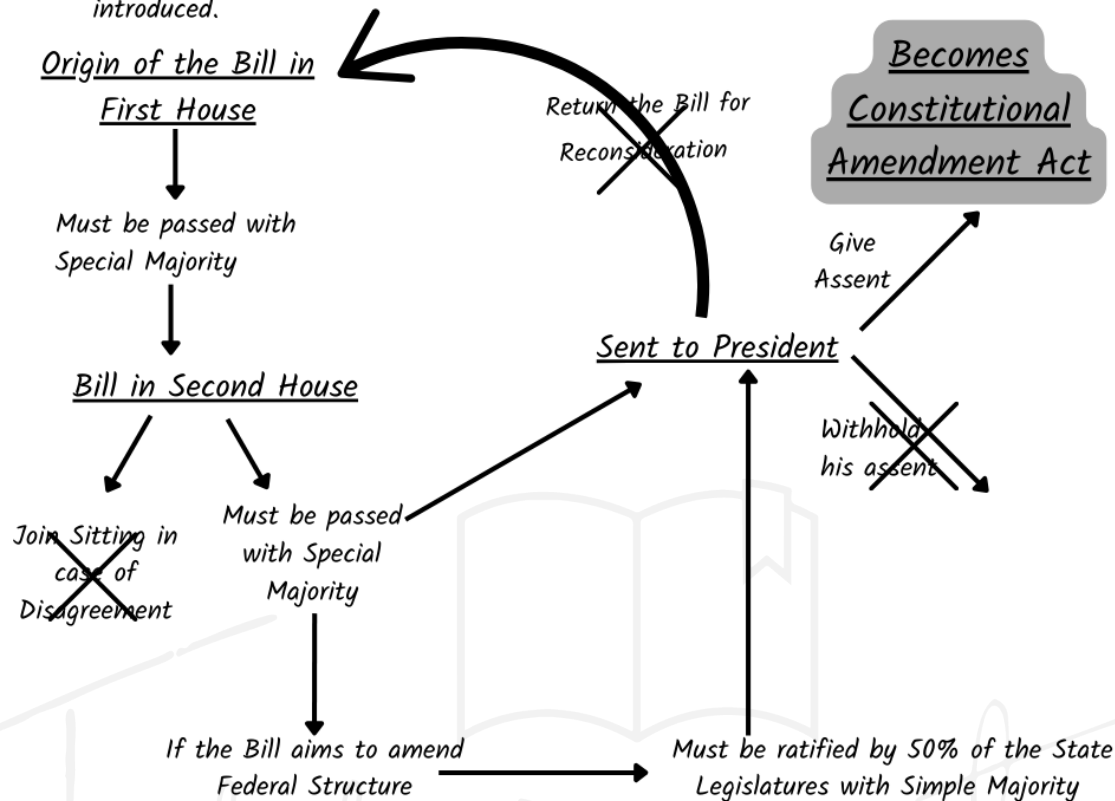 introduced.
Origin of the Bill in
First House
Must be passed with
Special Majority
Bill in Second House
Join Sitting in
case of
Disagreement
Must be passed
with Special
Majority
If the Bill aims to amend
Federal Structure
Must be ratified by 50% of the State
Legislatures with Simple Majority
Sent to President
Return the Bill for
Reconsideration
Give
Assent
Withhold
his assent
Becomes
Constitutional
Amendment Act